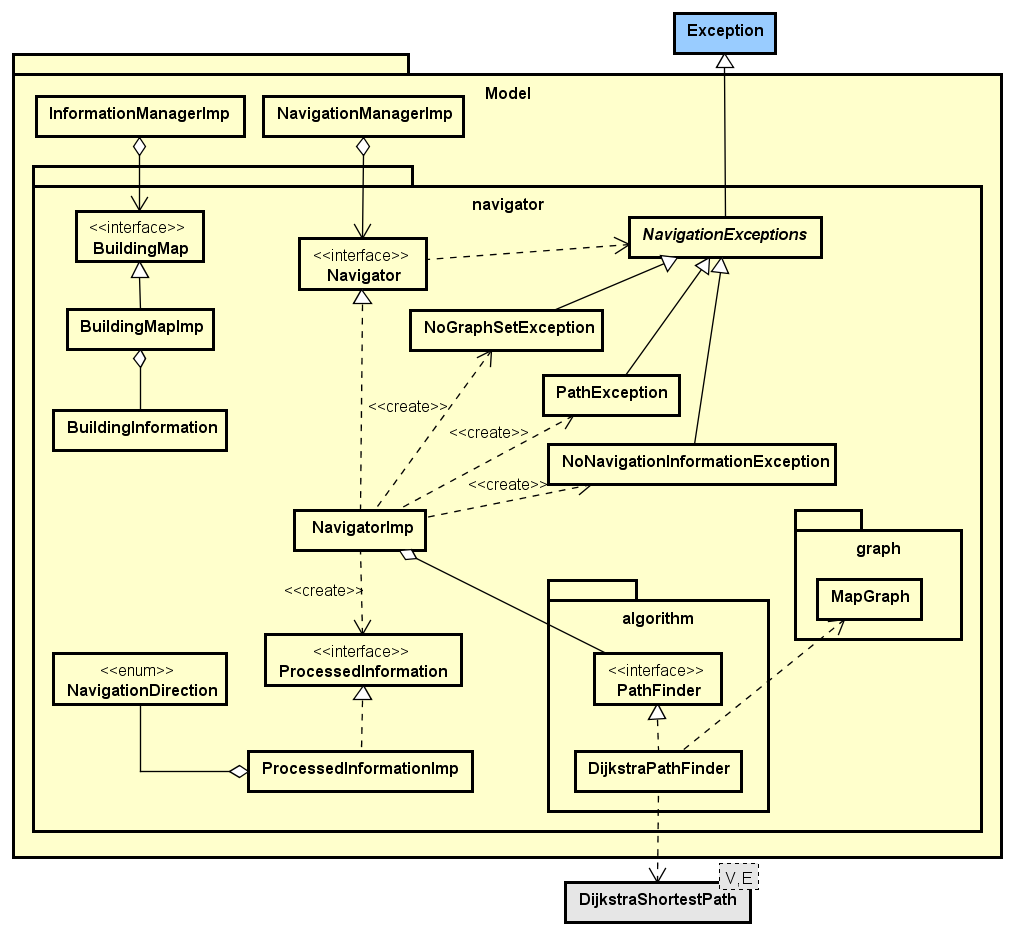 Exception
Model
InformationManagerImp
NavigationManagerImp
navigator
<<interface>>
BuildingMap
<<interface>>
Navigator
NavigationExceptions
BuildingMapImp
NoGraphSetException
PathException
<<create>>
BuildingInformation
<<create>>
NoNavigationInformationException
<<create>>
NavigatorImp
graph
MapGraph
<<create>>
algorithm
<<interface>>
ProcessedInformation
<<enum>>
NavigationDirection
<<interface>>
PathFinder
ProcessedInformationImp
DijkstraPathFinder
V,E
DijkstraShortestPath